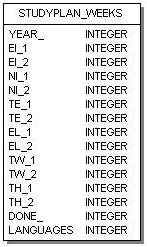 STUDYPLAN_WEEKS
YEAR_ INTEGER
EI_1 INTEGER
EI_2 INTEGER
NI_1 INTEGER
NI_2 INTEGER
TE_1 INTEGER
TE_2 INTEGER
EL_1 INTEGER
EL_2 INTEGER
TW_1 INTEGER
TW_2 INTEGER
TH_1 INTEGER
TH_2 INTEGER
DONE_ INTEGER
LANGUAGES INTEGER